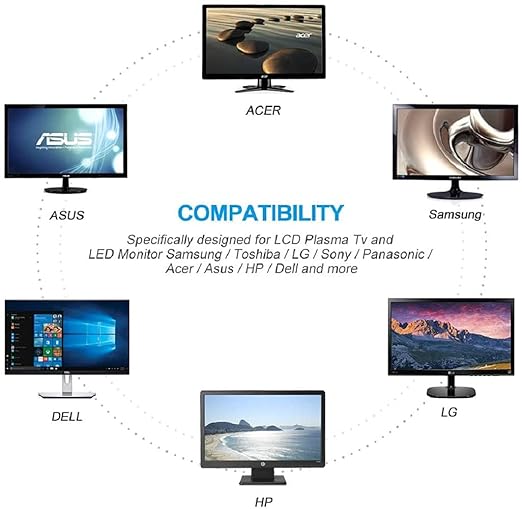 acer
ACER
ASUS
ASUS
Samsung
COMPATIBILITY
Specifically designed for LCD Plasma Tv and
LED Monitor Samsung / Toshiba / LG / Sony / Panasonic /
Acer / Asus / HP / Dell and more
DELL
LG
LG
HP